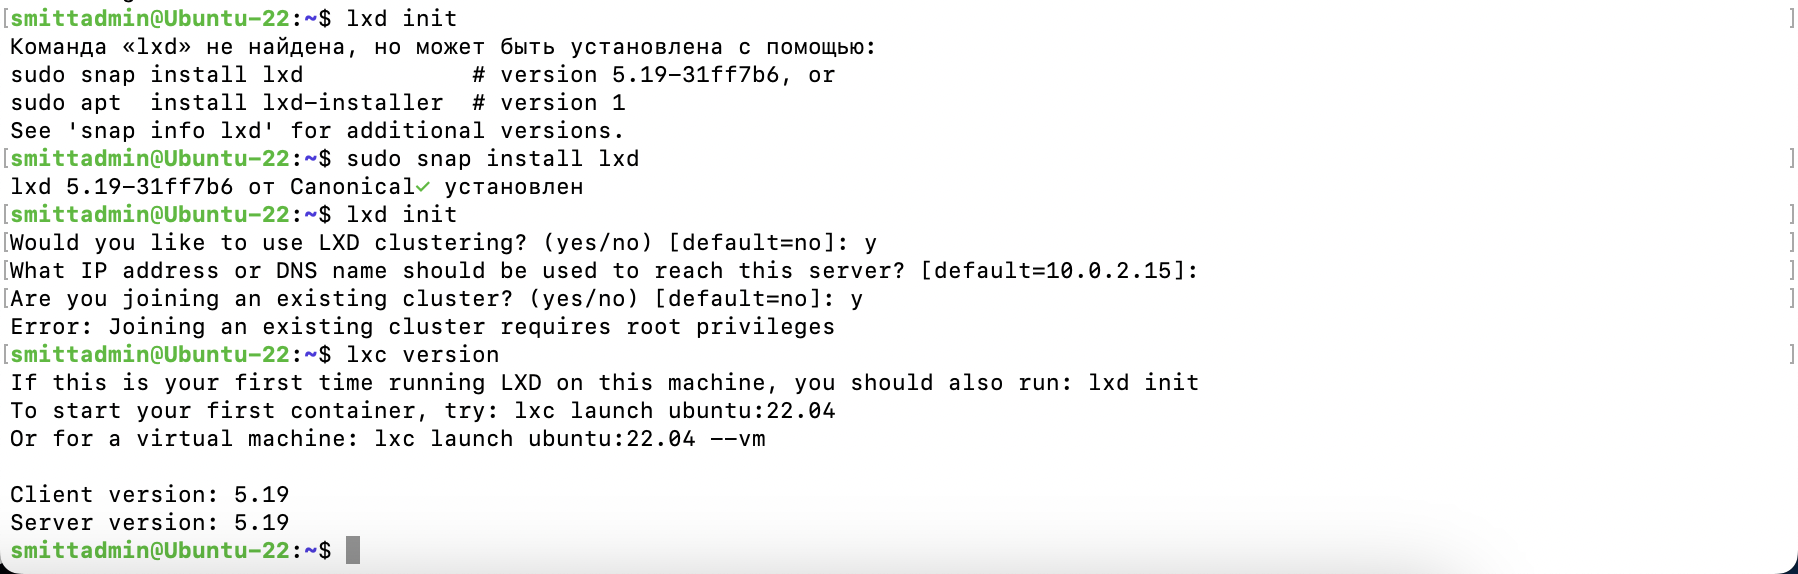 [smittadmin@Ubuntu-22:~$ lxd init ]
Команда «lxd» не найдена, но может быть установлена с помощью:
sudo snap install lxd            # version 5.19-31ff7b6, or
sudo apt  install lxd-installer  # version 1
See 'snap info lxd' for additional versions.
[smittadmin@Ubuntu-22:~$ sudo snap install lxd ]
lxd 5.19-31ff7b6 от Canonical✓ установлен
[smittadmin@Ubuntu-22:~$ lxd init ]
[Would you like to use LXD clustering? (yes/no) [default=no]: y ]
[What IP address or DNS name should be used to reach this server? [default=10.0.2.15]: ]
[Are you joining an existing cluster? (yes/no) [default=no]: y ]
Error: Joining an existing cluster requires root privileges
[smittadmin@Ubuntu-22:~$ lxc version ]
If this is your first time running LXD on this machine, you should also run: lxd init
To start your first container, try: lxc launch ubuntu:22.04
Or for a virtual machine: lxc launch ubuntu:22.04 --vm
Client version: 5.19
Server version: 5.19
smittadmin@Ubuntu-22:~$